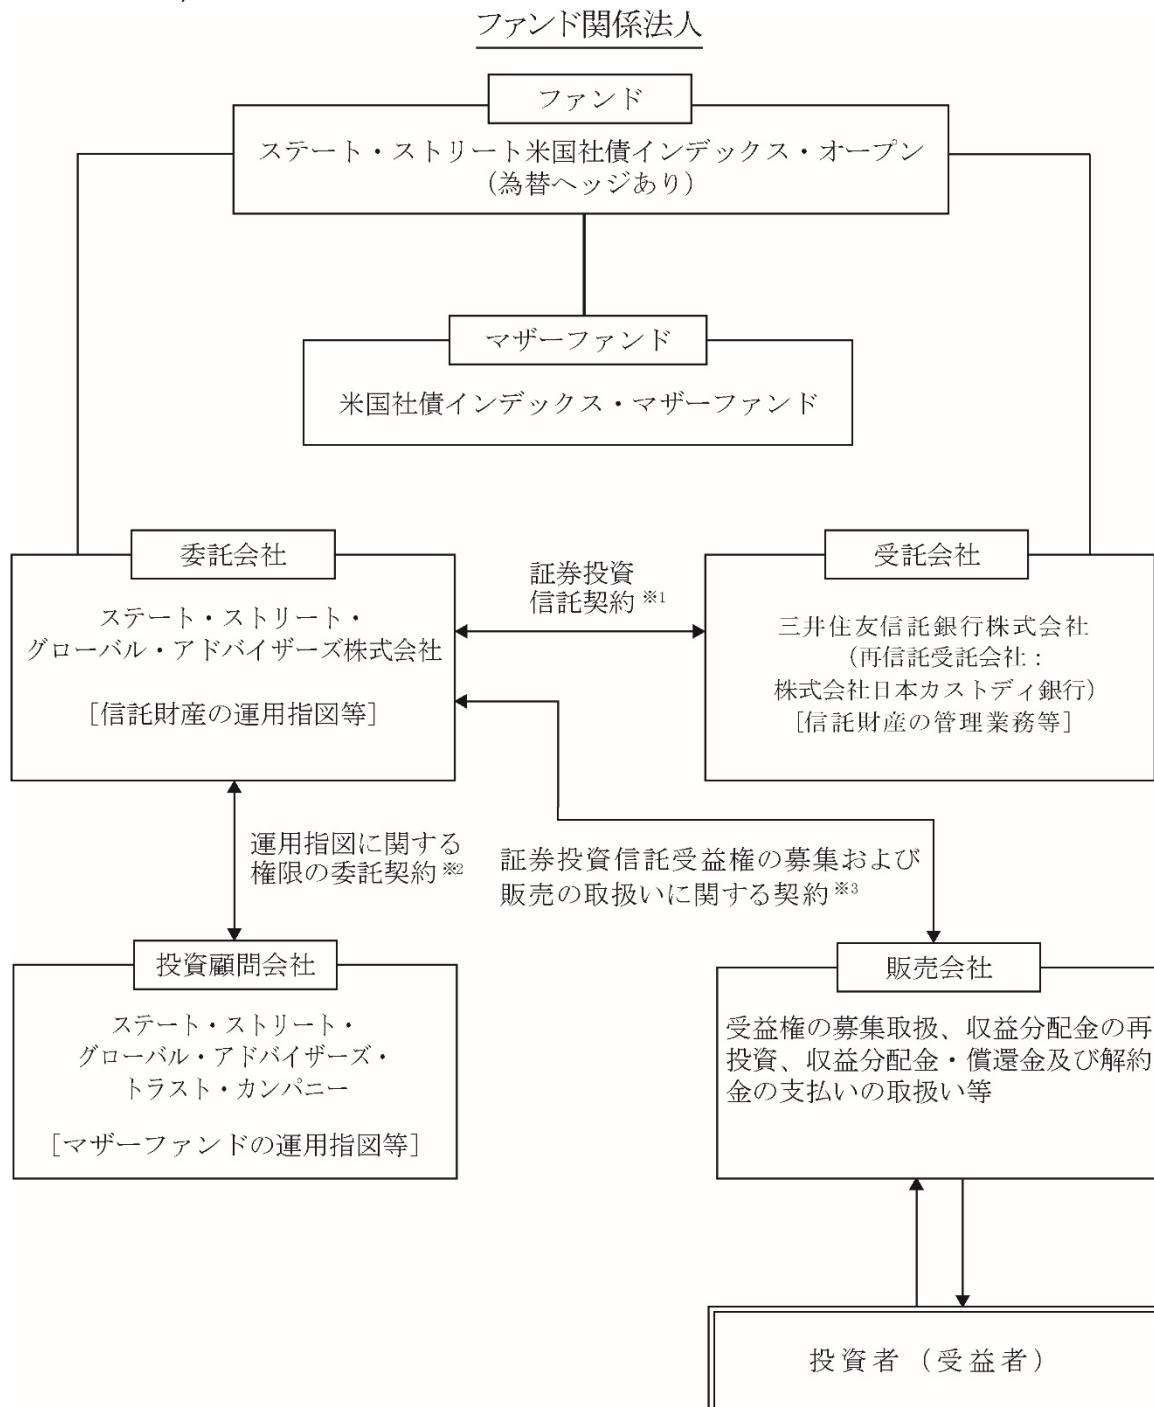 ファンド関係法人
ファンド
ステート・ストリート米国社債インデックス・オープン
（為替ヘッジあり）
マザーファンド
米国社債インデックス・マザーファンド
委託会社
ステート・ストリート・
グローバル・アドバイザーズ株式会社
［信託財産の運用指図等］
証券投資
信託契約※1
受託会社
三井住友信託銀行株式会社
（再信託受託会社：
株式会社日本カストディ銀行）
［信託財産の管理業務等］
運用指図に関する
権限の委託契約※2
証券投資信託受益権の募集および
販売の取扱いに関する契約※3
投資顧問会社
ステート・ストリート・
グローバル・アドバイザーズ・
トラスト・カンパニー
［マザーファンドの運用指図等］
販売会社
受益権の募集取扱、収益分配金の再
投資、収益分配金・償還金及び解約
金の支払いの取扱い等
投資者（受益者）